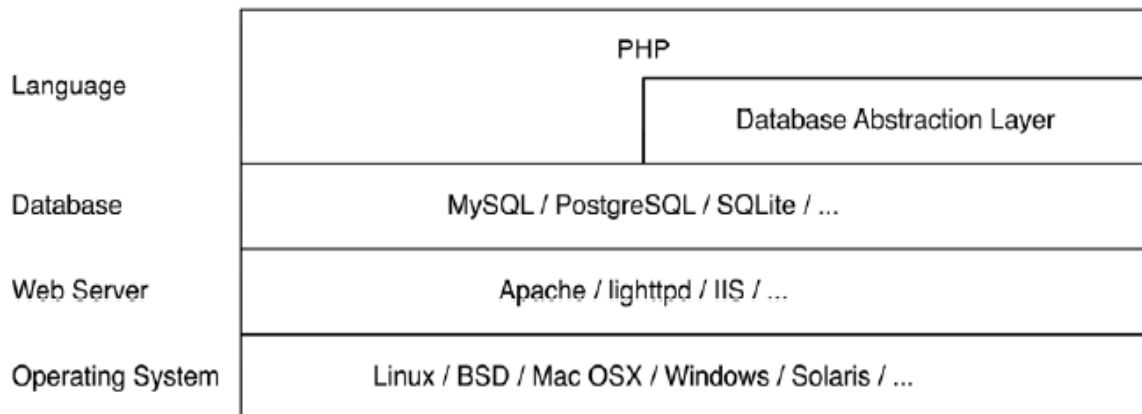 PHP
Language
Database Abstraction Layer
Database MySQL / PostgreSQL / SQLite / ...
Web Server Apache / lighttpd / IIS / ...
Operating System Linux / BSD / Mac OSX / Windows / Solaris / ...